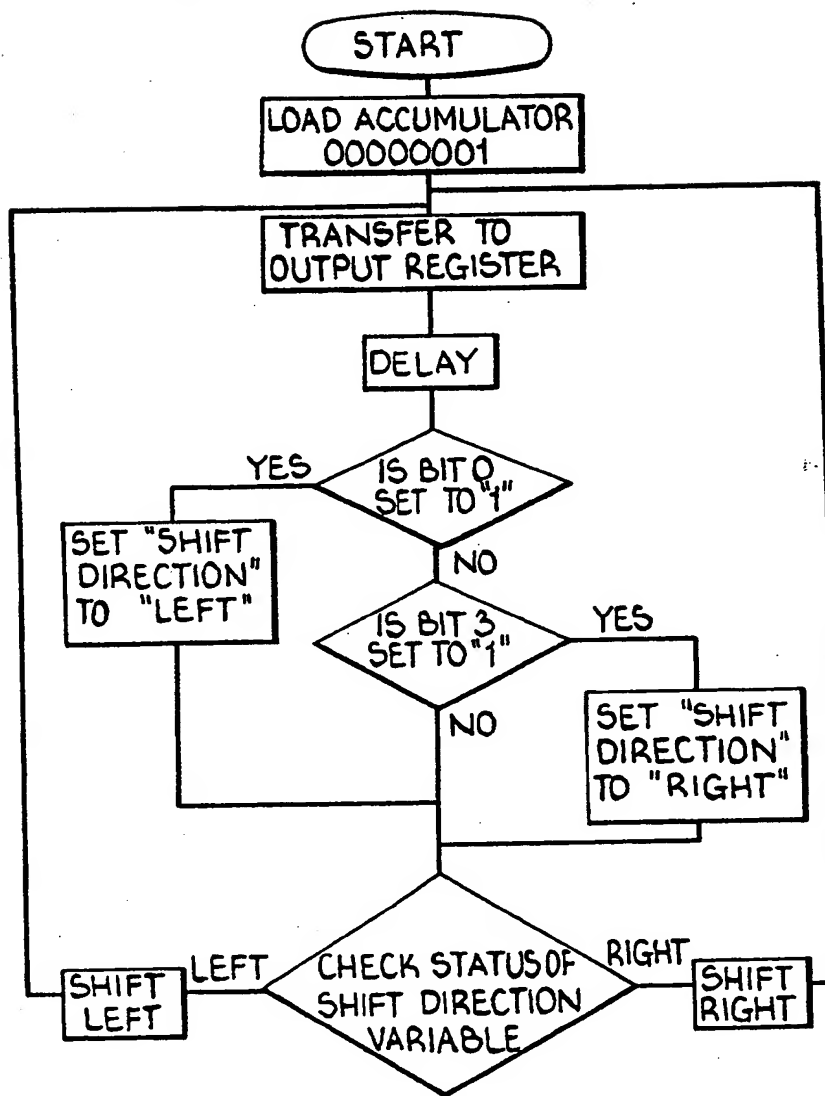 START
LOAD ACCUMULATOR
00000001
TRANSFER TO
OUTPUT REGISTER
DELAY
YES
IS BIT 0
SET TO "1"
SET "SHIFT
DIRECTION"
TO "LEFT"
NO
IS BIT 3
SET TO "1"
YES
NO
SET "SHIFT
DIRECTION"
TO "RIGHT"
SHIFT
LEFT
LEFT
CHECK STATUS OF
SHIFT DIRECTION
VARIABLE
RIGHT
SHIFT
RIGHT